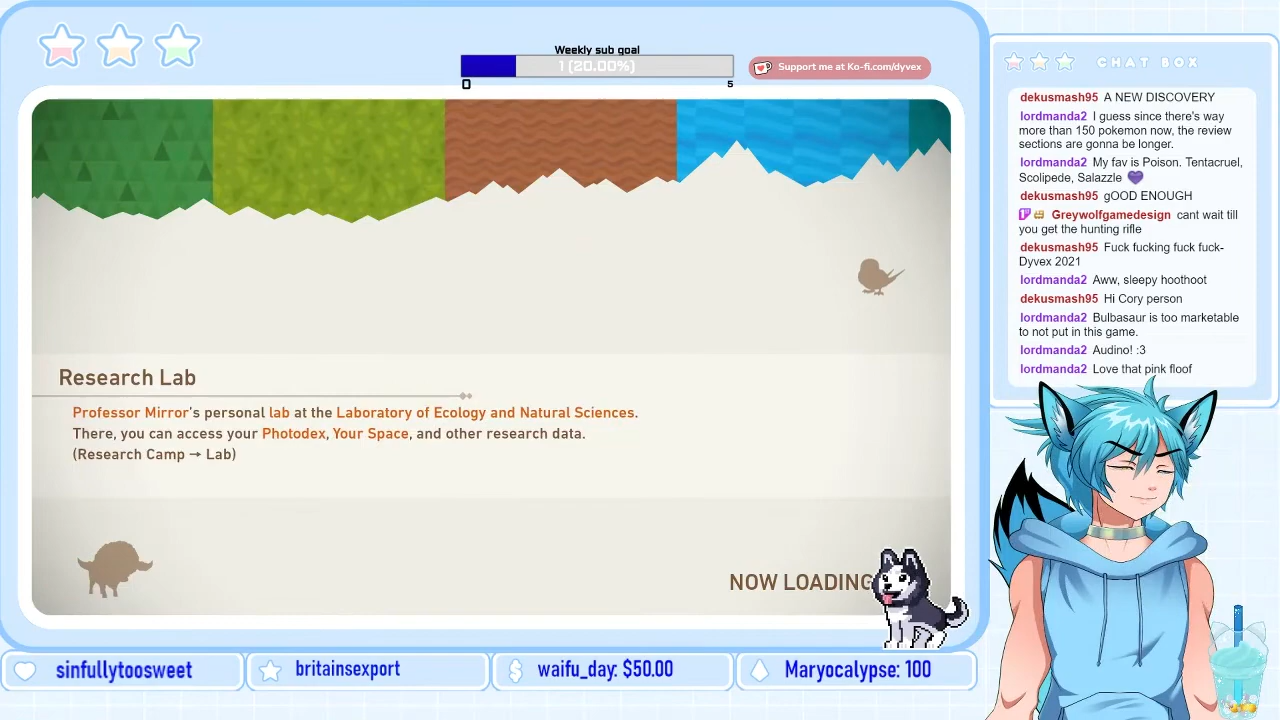 Weekly sub goal
1 (20.00%)
0
5
Support me at Ko-fi.com/dyvex
CHAT BOX
dekusmash95 A NEW DISCOVERY
lordmanda2 I guess since there's way
more than 150 pokemon now, the review
sections are gonna be longer.
lordmanda2 My fav is Poison. Tentacruel,
Scolipede, Salazzle
dekusmash95 gOOD ENOUGH
Greywolfgamedesign cant wait till
you get the hunting rifle
dekusmash95 Fuck fucking fuck fuck-
Dyvex 2021
lordmanda2 Aww, sleepy hoothoot
dekusmash95 Hi Cory person
lordmanda2 Bulbasaur is too marketable
to not put in this game.
lordmanda2 Audino! :3
lordmanda2 Love that pink floof
Research Lab
Professor Mirror's personal lab at the Laboratory of Ecology and Natural Sciences.
There, you can access your Photodex, Your Space, and other research data.
(Research Camp → Lab)
NOW LOADING
sinfullytoosweet
britainsexport
waifu_day: $50.00
Maryocalypse: 100